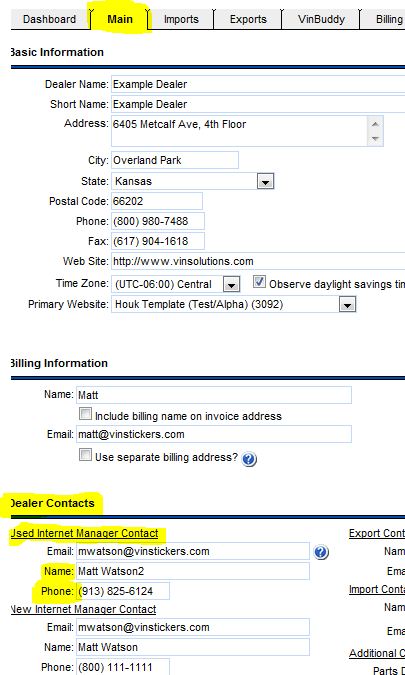 Dashboard Main Imports Exports VinBuddy Billing
Basic Information
Dealer Name: Example Dealer
Short Name: Example Dealer
Address: 6405 Metcalf Ave, 4th Floor
City: Overland Park
State: Kansas
Postal Code: 66202
Phone: (800) 980-7488
Fax: (617) 904-1618
Web Site: http://www.vinsolutions.com
Time Zone: (UTC-06:00) Central Observe daylight savings tim
Primary Website: Houk Template (Test/Alpha) (3092)
Billing Information
Name: Matt
Include billing name on invoice address
Email: matt@vinstickers.com
Use separate billing address? ?
Dealer Contacts
Used Internet Manager Contact Export Cont
Email: mwatson@vinstickers.com ? Nam
Name: Matt Watson2 Ema
Phone: (913) 825-6124 Import Contac
New Internet Manager Contact Nam
Email: mwatson@vinstickers.com Ema
Name: Matt Watson Additional C
Phone: (800) 111-1111 Parts D